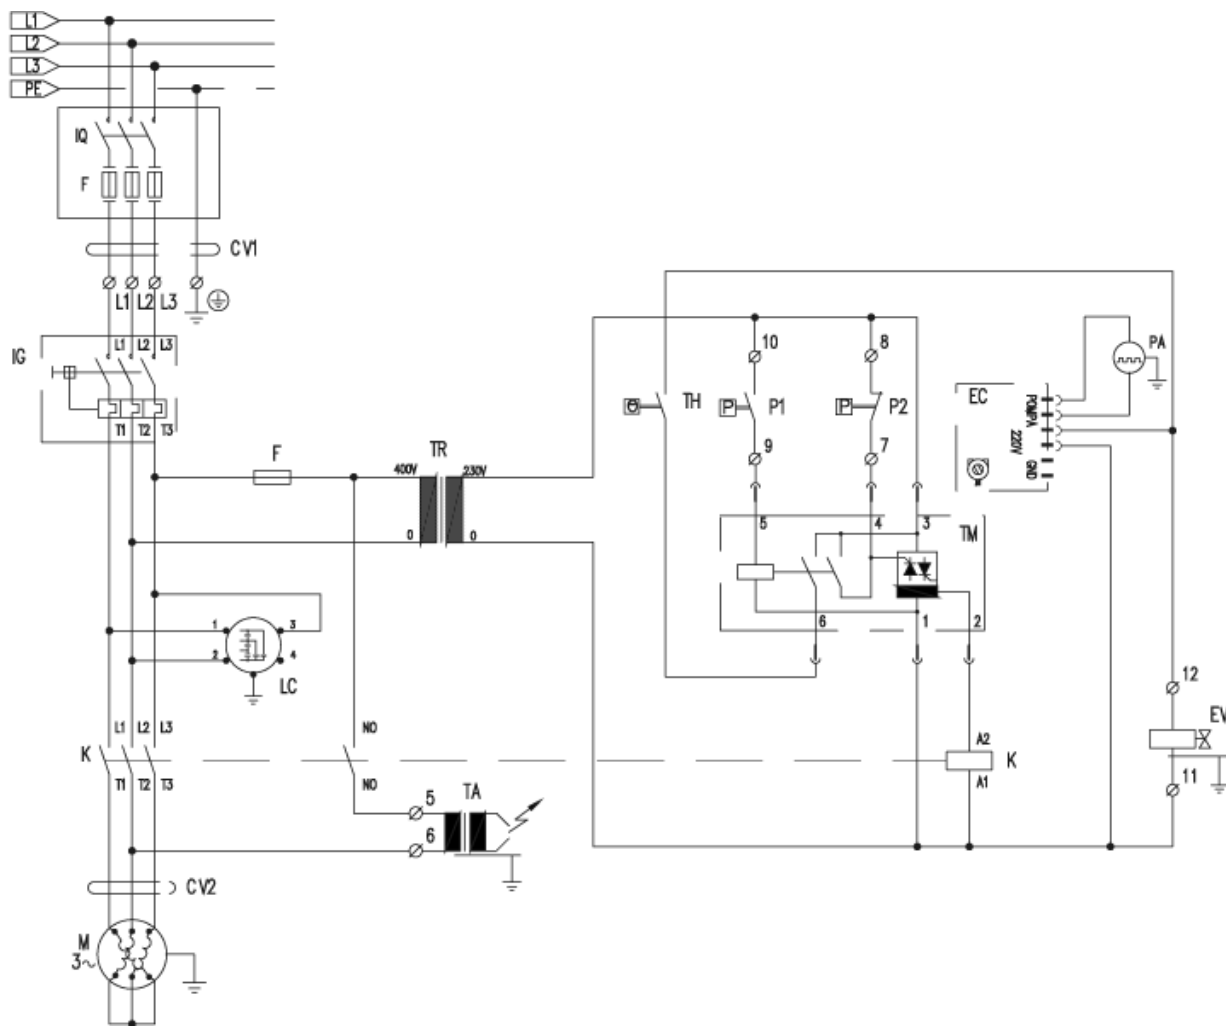 L1
L2
L3
PE
IQ
F
CV1
L1 L2 L3
IG
L1 L2 L3
T1 T2 T3
F
400V
TR
230V
0
0
1
3
2
4
LC
L1 L2 L3
NO
K
T1 T2 T3
NO
5
TA
6
CV2
M
3~
10
8
TH
P
P1
P
P2
9
7
5
4
3
TM
6
1
2
A2
K
A1
EC
POMPA
220V
GND
PA
12
EV
11